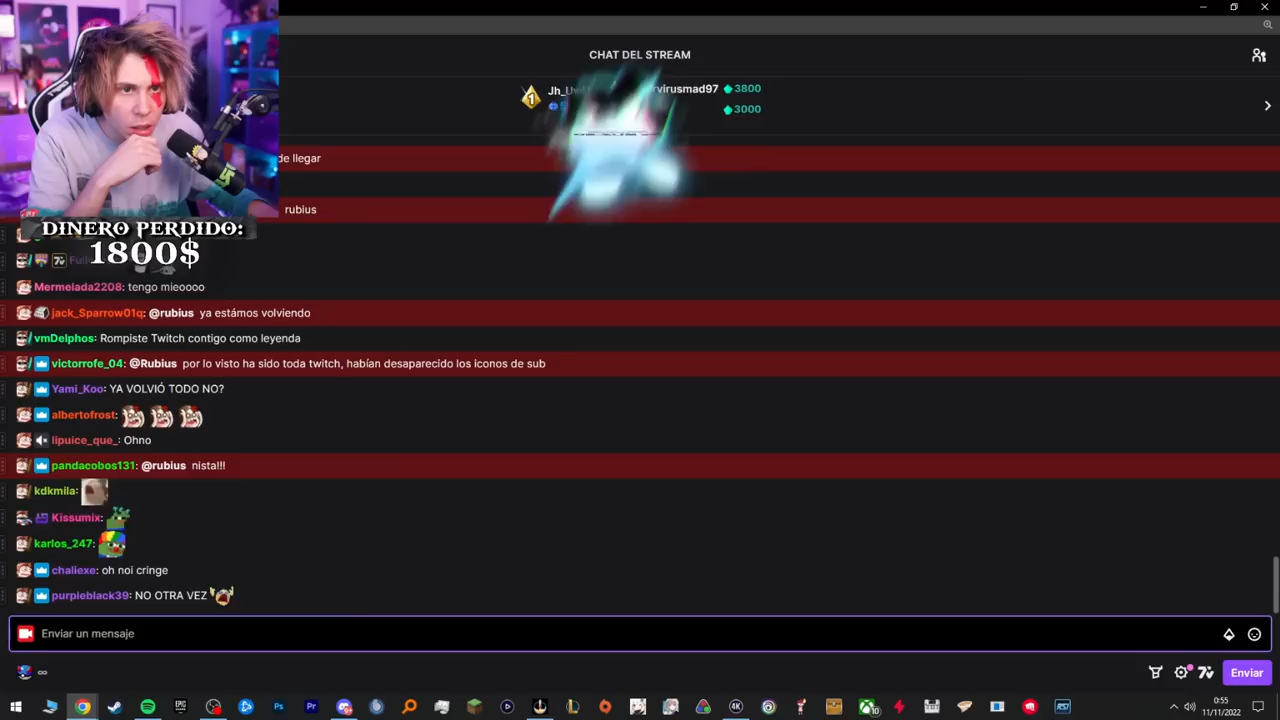 CHAT DEL STREAM
1
virusmad97 3800
3000
de llegar
rubius
DINERO PERDIDO:
1800$
Mermelada2208: tengo mieoooo
jack_Sparrow01q: @rubius ya estámos volviendo
vmDelphos: Rompiste Twitch contigo como leyenda
victorrofe_04: @Rubius por lo visto ha sido toda twitch, habían desaparecido los iconos de sub
Yami_Koo: YA VOLVIÓ TODO NO?
albertofrost:
lipuice_que_: Ohno
pandacobos131: @rubius nista!!!
kdkmila:
Kissumix:
karlos_247:
chaliexe: oh noi cringe
purpieblack39: NO OTRA VEZ
Enviar un mensaje
∞
Enviar
0:55
11/11/2022